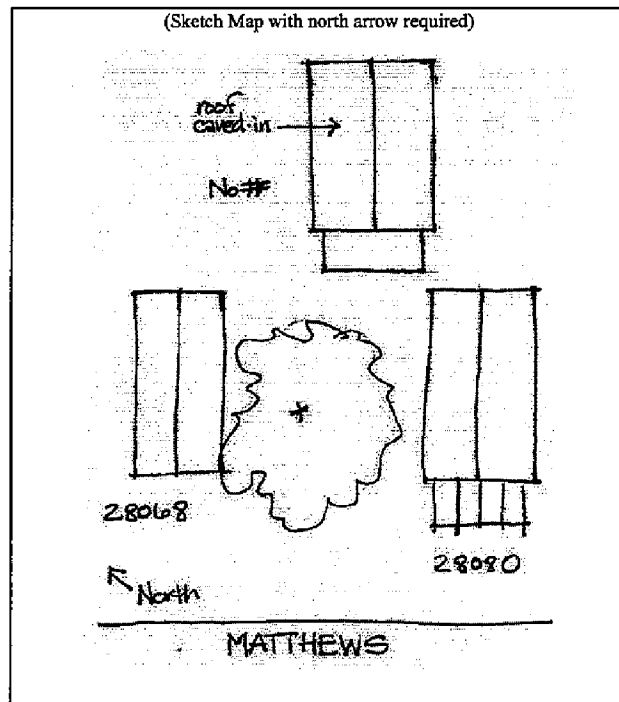 (Sketch Map with north arrow required)
roof
caved-in
No#
28068
28080
North
MATTHEWS